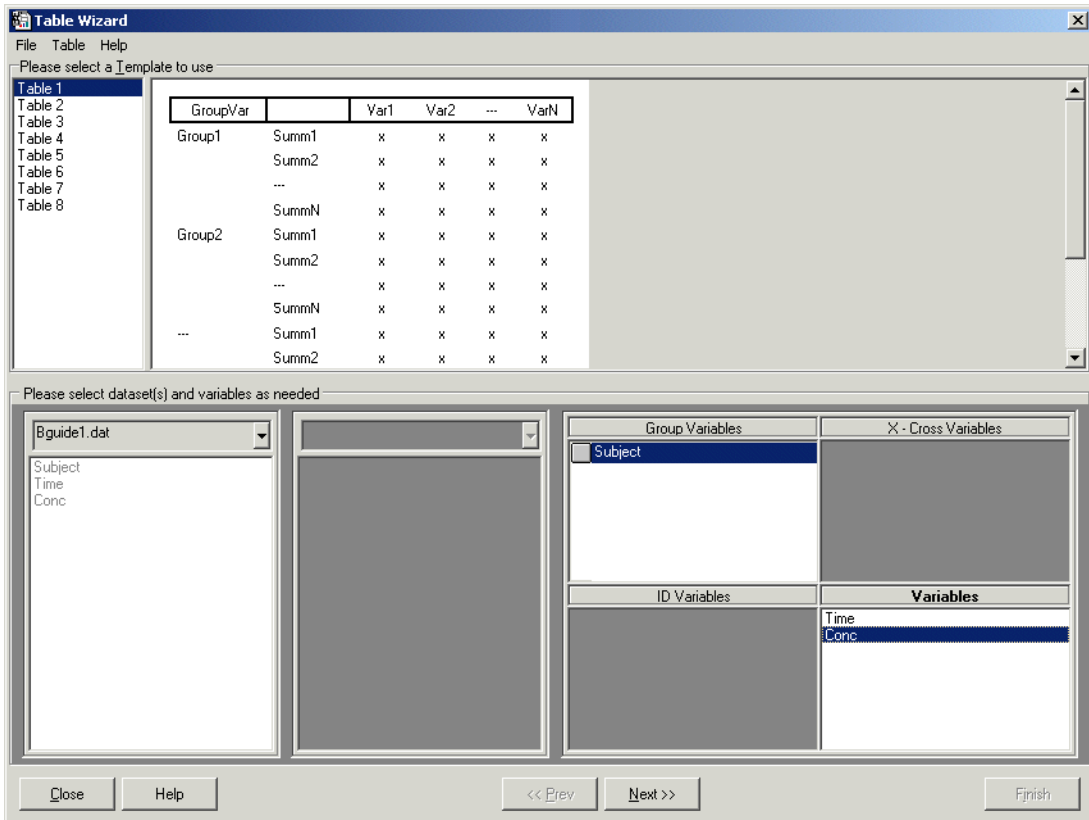 Table Wizard
File Table Help
Please select a Template to use
Table 1
Table 2
Table 3
Table 4
Table 5
Table 6
Table 7
Table 8
GroupVar Var1 Var2 --- VarN
Group1 Summ1 x x x x
Summ2 x x x x
--- x x x x
SummN x x x x
Group2 Summ1 x x x x
Summ2 x x x x
--- x x x x
SummN x x x x
--- Summ1 x x x x
Summ2 x x x x
Please select dataset(s) and variables as needed
Bguide1.dat
Subject
Time
Conc
Group Variables
Subject
X - Cross Variables
ID Variables
Variables
Time
Conc
Close Help << Prev Next >> Finish